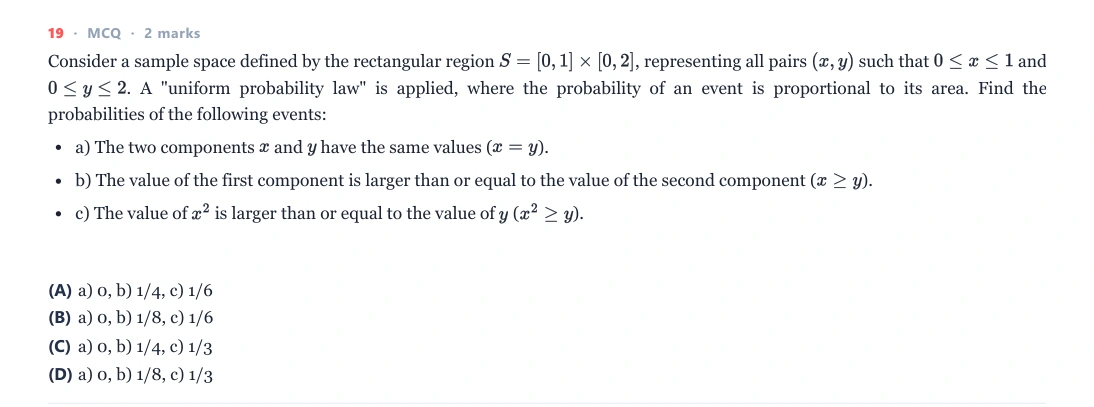 19 · MCQ · 2 marks
Consider a sample space defined by the rectangular region S = [0, 1] × [0, 2], representing all pairs (x, y) such that 0 ≤ x ≤ 1 and
0 ≤ y ≤ 2. A "uniform probability law" is applied, where the probability of an event is proportional to its area. Find the
probabilities of the following events:
• a) The two components x and y have the same values (x = y).
• b) The value of the first component is larger than or equal to the value of the second component (x ≥ y).
• c) The value of x² is larger than or equal to the value of y (x² ≥ y).
(A) a) 0, b) 1/4, c) 1/6
(B) a) 0, b) 1/8, c) 1/6
(C) a) 0, b) 1/4, c) 1/3
(D) a) 0, b) 1/8, c) 1/3